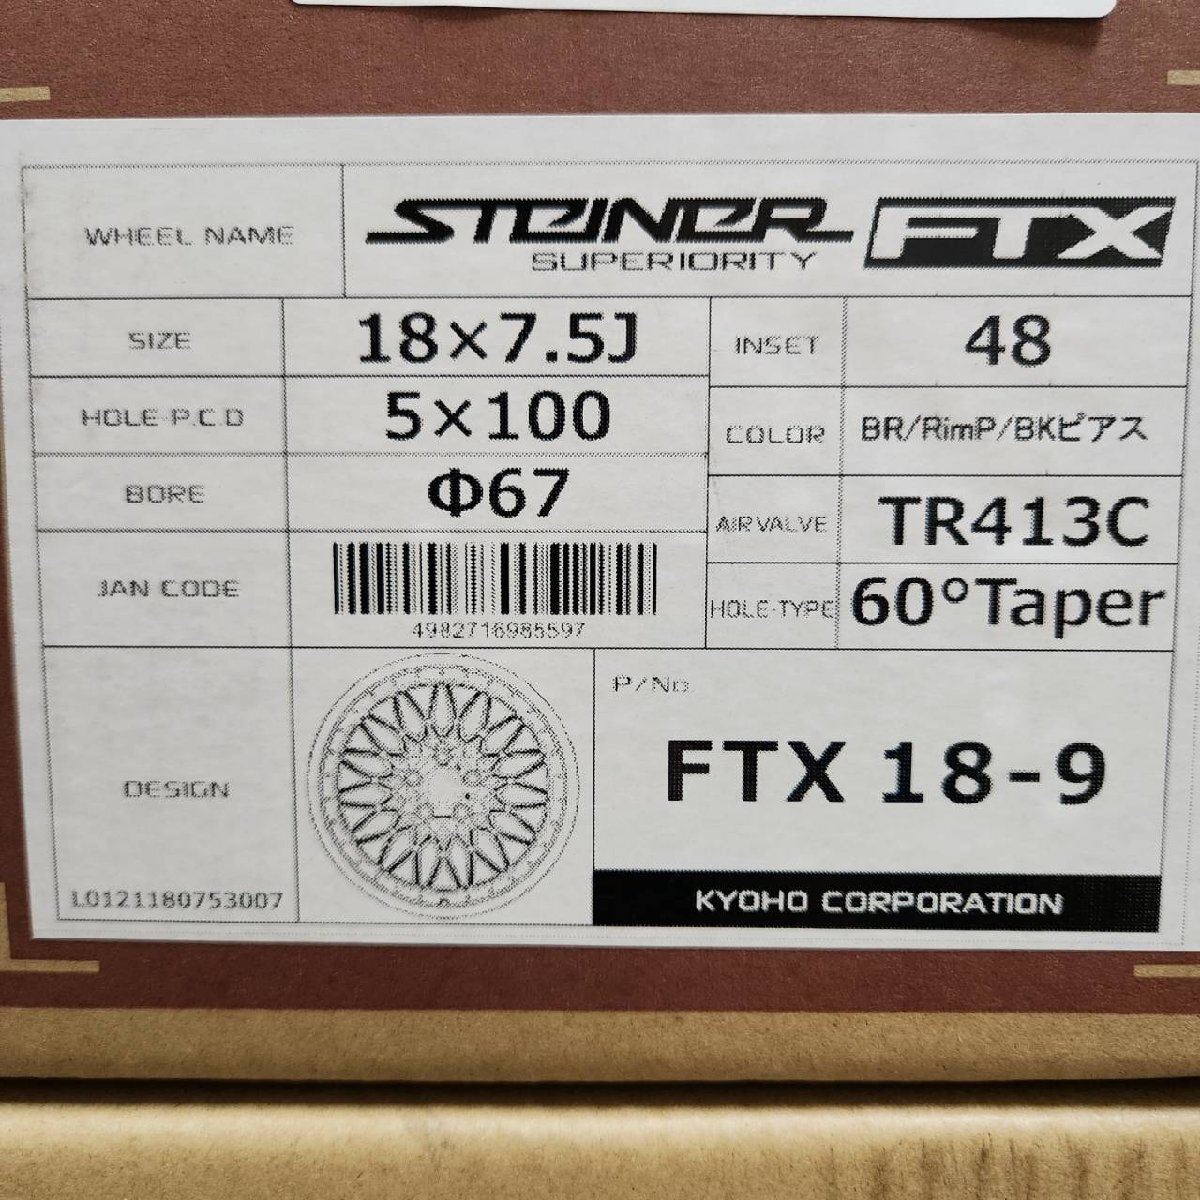 WHEEL NAME
STEINER FTX
SUPERIORITY
SIZE 18×7.5J
INSET 48
HOLE-P.C.D 5×100
COLOR BR/RimP/BKピアス
BORE Φ67
AIRVALVE TR413C
JAN CODE
4982716985597
HOLE-TYPE 60°Taper
DESIGN
P/No.
FTX 18-9
L0121180753007
KYOHO CORPORATION